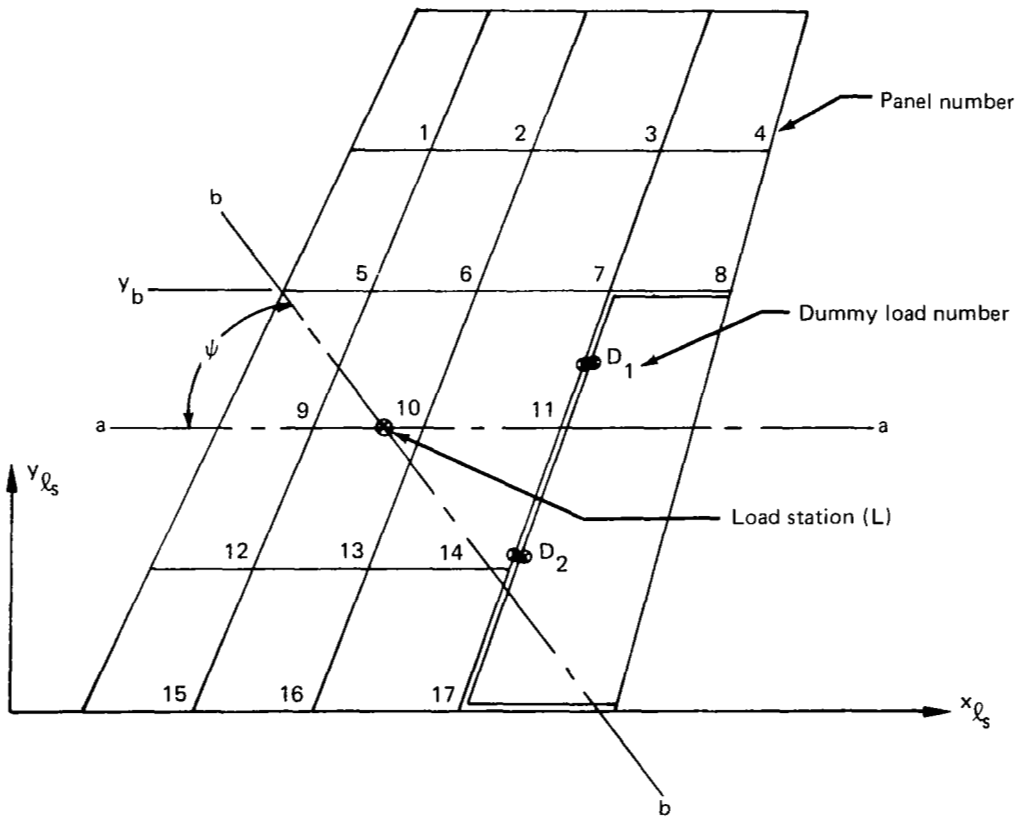 Panel number
1 2 3 4
b
y_b
5 6 7 8
Dummy load number
ψ
D_1
a
9 10 11
a
y_ℓs
Load station (L)
12 13 14
D_2
15 16 17
x_ℓs
b